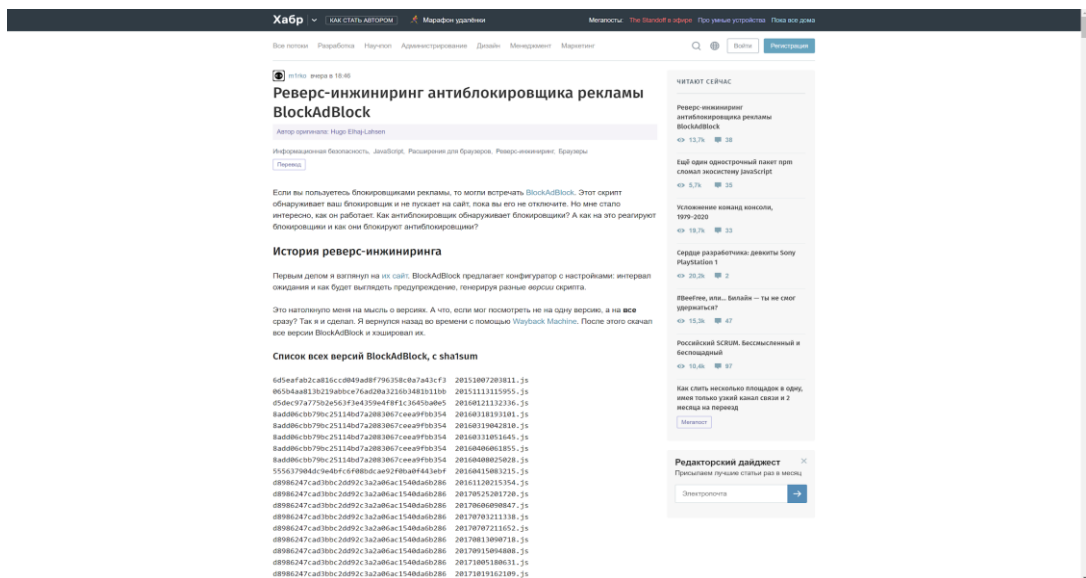 Хабр
КАК СТАТЬ АВТОРОМ
Марафон удалёнки
Мегапосты: The Standoff в эфире Про умные устройства Пока все дома
Все потоки Разработка Научпоп Администрирование Дизайн Менеджмент Маркетинг
Войти
Регистрация
m1rko вчера в 18:46
Реверс-инжиниринг антиблокировщика рекламы
BlockAdBlock
Автор оригинала: Hugo Elhaj-Lahsen
Информационная безопасность, JavaScript, Расширения для браузеров, Реверс-инжиниринг, Браузеры
Перевод
Если вы пользуетесь блокировщиками рекламы, то могли встречать BlockAdBlock. Этот скрипт
обнаруживает ваш блокировщик и не пускает на сайт, пока вы его не отключите. Но мне стало
интересно, как он работает. Как антиблокировщик обнаруживает блокировщики? А как на это реагируют
блокировщики и как они блокируют антиблокировщики?
История реверс-инжиниринга
Первым делом я взглянул на их сайт. BlockAdBlock предлагает конфигуратор с настройками: интервал
ожидания и как будет выглядеть предупреждение, генерируя разные версии скрипта.
Это натолкнуло меня на мысль о версиях. А что, если мог посмотреть не на одну версию, а на все
сразу? Так я и сделал. Я вернулся назад во времени с помощью Wayback Machine. После этого скачал
все версии BlockAdBlock и хэшировал их.
Список всех версий BlockAdBlock, с sha1sum
6d5eafab2ca816ccd049ad8f796358c0a7a43cf3 20151007203811.js
065b4aa813b219abbce76ad20a3216b3481b11bb 20151113115955.js
d5dec97a775b2e563f3e4359e4f8f1c3645ba0e5 20160121132336.js
8add06cbb79bc25114bd7a2083067ceea9fbb354 20160318193101.js
8add06cbb79bc25114bd7a2083067ceea9fbb354 20160319042810.js
8add06cbb79bc25114bd7a2083067ceea9fbb354 20160331051645.js
8add06cbb79bc25114bd7a2083067ceea9fbb354 20160406061855.js
8add06cbb79bc25114bd7a2083067ceea9fbb354 20160408025028.js
555637904dc9e4bfc6f08bdcae92f0ba0f443ebf 20160415083215.js
d8986247cad3bbc2dd92c3a2a06ac1540da6b286 20161120215354.js
d8986247cad3bbc2dd92c3a2a06ac1540da6b286 20170525201720.js
d8986247cad3bbc2dd92c3a2a06ac1540da6b286 20170606090847.js
d8986247cad3bbc2dd92c3a2a06ac1540da6b286 20170703211338.js
d8986247cad3bbc2dd92c3a2a06ac1540da6b286 20170707211652.js
d8986247cad3bbc2dd92c3a2a06ac1540da6b286 20170813090718.js
d8986247cad3bbc2dd92c3a2a06ac1540da6b286 20170915094808.js
d8986247cad3bbc2dd92c3a2a06ac1540da6b286 20171005180631.js
d8986247cad3bbc2dd92c3a2a06ac1540da6b286 20171019162109.js
ЧИТАЮТ СЕЙЧАС
Реверс-инжиниринг
антиблокировщика рекламы
BlockAdBlock
13,7k 28
Ещё один однострочный пакет npm
сломал экосистему JavaScript
5,7k 35
Усложнение команд консоли,
1979-2020
19,7k 33
Сердце разработчика: девкиты Sony
PlayStation 1
20,2k 2
#BeeFree, или... Билайн — ты не смог
удержаться?
15,3k 47
Российский SCRUM. Бессмысленный и
беспощадный
10,4k 87
Как слить несколько площадок в одну,
имея только узкий канал связи и 2
месяца на переезд
Мегапост
Редакторский дайджест
Присылаем лучшие статьи раз в месяц
Электропочта